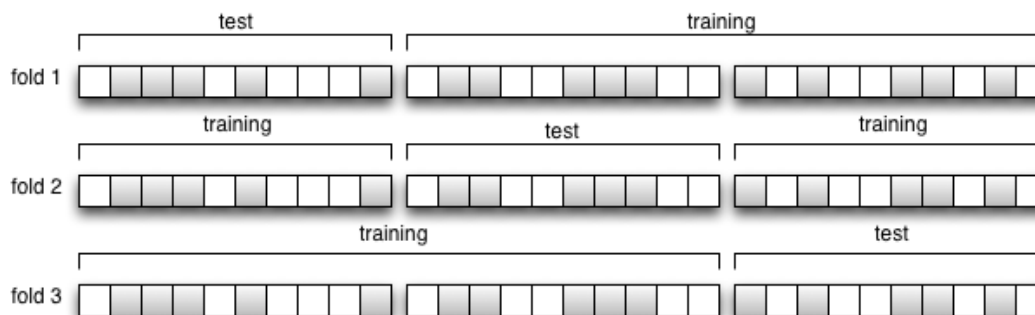 test training
fold 1
training test training
fold 2
training test
fold 3